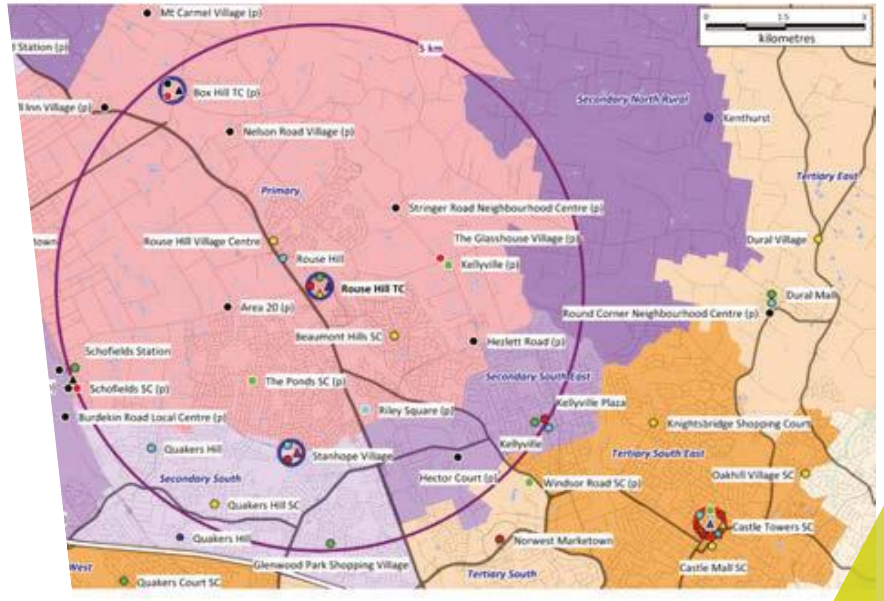 Mt Carmel Village (p)
0 1.5 3
kilometres
d Station (p)
5 km
Box Hill TC (p)
ll Inn Village (p)
Secondary North Rural
Kenthurst
Nelson Road Village (p)
Tertiary East
Primary
Stringer Road Neighbourhood Centre (p)
Rouse Hill Village Centre
The Glasshouse Village (p)
Dural Village
town
Rouse Hill
Kellyville (p)
Rouse Hill TC
Dural Mall
Area 20 (p)
Round Corner Neighbourhood Centre (p)
Beaumont Hills SC
Hezlett Road (p)
Schofields Station
Secondary South East
The Ponds SC (p)
Schofields SC (p)
Kellyville Plaza
Riley Square (p)
Burdekin Road Local Centre (p)
Knightsbridge Shopping Court
Kellyville
Quakers Hill
Stanhope Village
Tertiary South East
Secondary South
Hector Court (p)
Oakhill Village SC
Windsor Road SC (p)
Quakers Hill SC
Castle Towers SC
Quakers Hill
Norwest Marketown
Glenwood Park Shopping Village
Castle Mall SC
West
Tertiary South
Quakers Court SC